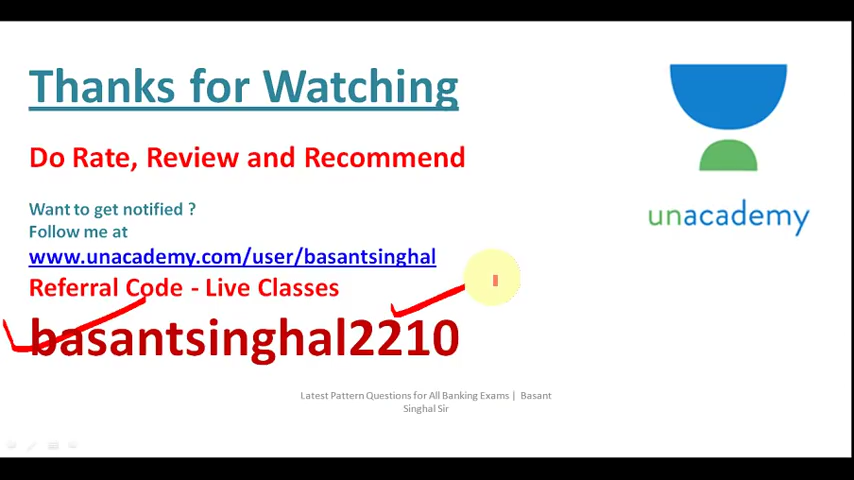 Thanks for Watching
Do Rate, Review and Recommend
unacademy
Want to get notified ?
Follow me at
www.unacademy.com/user/basantsinghal
Referral Code - Live Classes
basantsinghal2210
Latest Pattern Questions for All Banking Exams | Basant
Singhal Sir